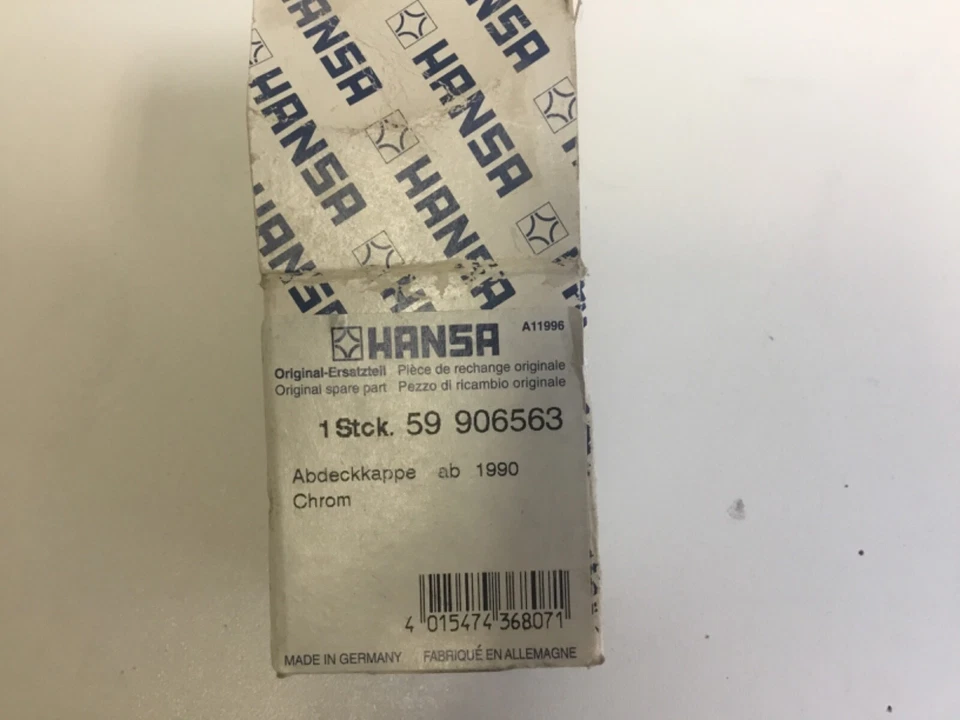 HANSA
HANSA
HANSA
HANSA
HANSA
HANSA
HANSA
A11996
Original-Ersatzteil Pièce de rechange originale
Original spare part Pezzo di ricambio originale
1 Stck. 59 906563
Abdeckkappe ab 1990
Chrom
4 015474 368071
MADE IN GERMANY FABRIQUÉ EN ALLEMAGNE